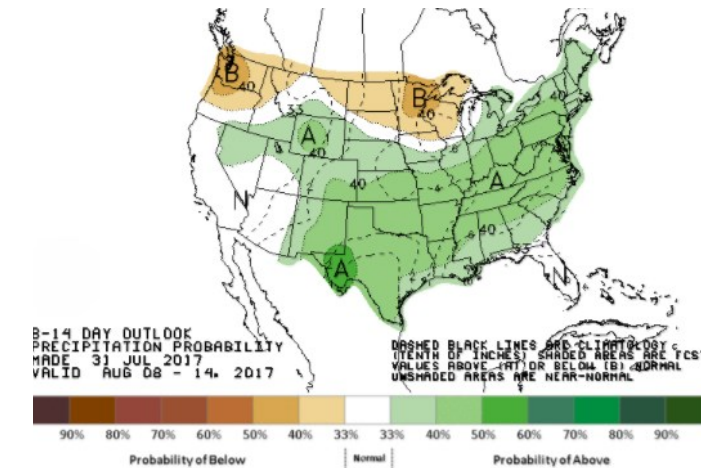 B
40
B
40
33
A
40
40
40
A
N
40
A
33
N
8-14 DAY OUTLOOK
PRECIPITATION PROBABILITY
MADE 31 JUL 2017
VALID AUG 08 - 14, 2017
DASHED BLACK LINES ARE CLIMATOLOGY
(TENTH OF INCHES) SHADED AREAS ARE FCST
VALUES ABOVE (A) OR BELOW (B) NORMAL
UNSHADED AREAS ARE NEAR-NORMAL
90% 80% 70% 60% 50% 40% 33% 33% 40% 50% 60% 70% 80% 90%
Probability of Below Normal Probability of Above